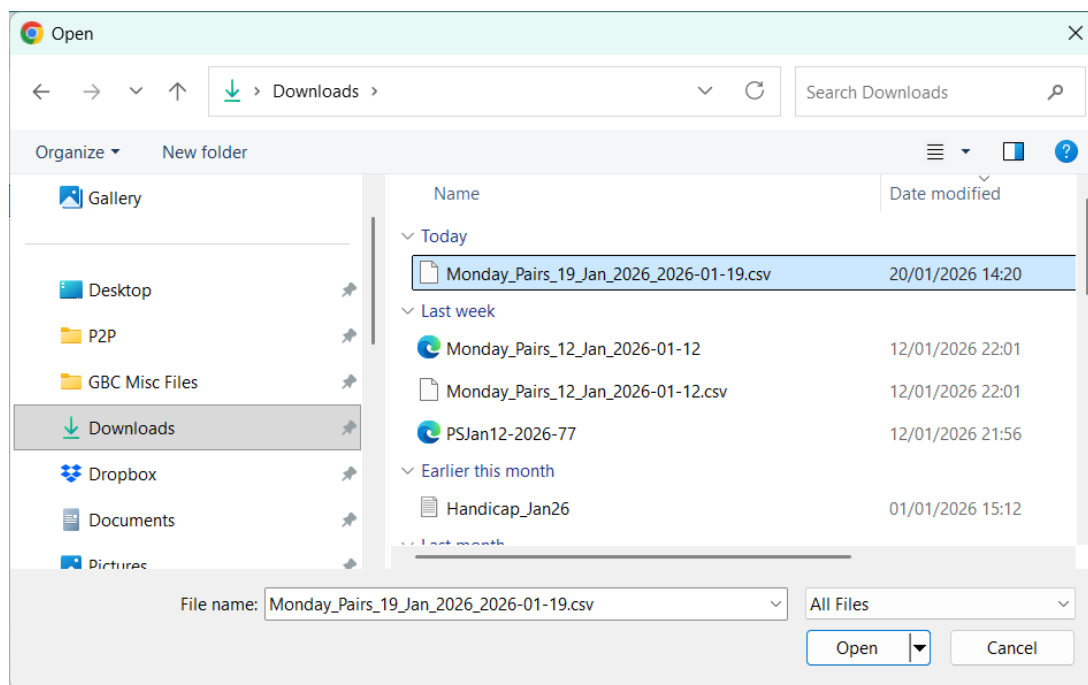 Open
Downloads
Search Downloads
Organize
New folder
?
Gallery
Desktop
P2P
GBC Misc Files
Downloads
Dropbox
Documents
Pictures
Name Date modified
Today
Monday_Pairs_19_Jan_2026_2026-01-19.csv 20/01/2026 14:20
Last week
Monday_Pairs_12_Jan_2026-01-12 12/01/2026 22:01
Monday_Pairs_12_Jan_2026-01-12.csv 12/01/2026 22:01
PSJan12-2026-77 12/01/2026 21:56
Earlier this month
Handicap_Jan26 01/01/2026 15:12
Last month
File name: Monday_Pairs_19_Jan_2026_2026-01-19.csv All Files
Open Cancel